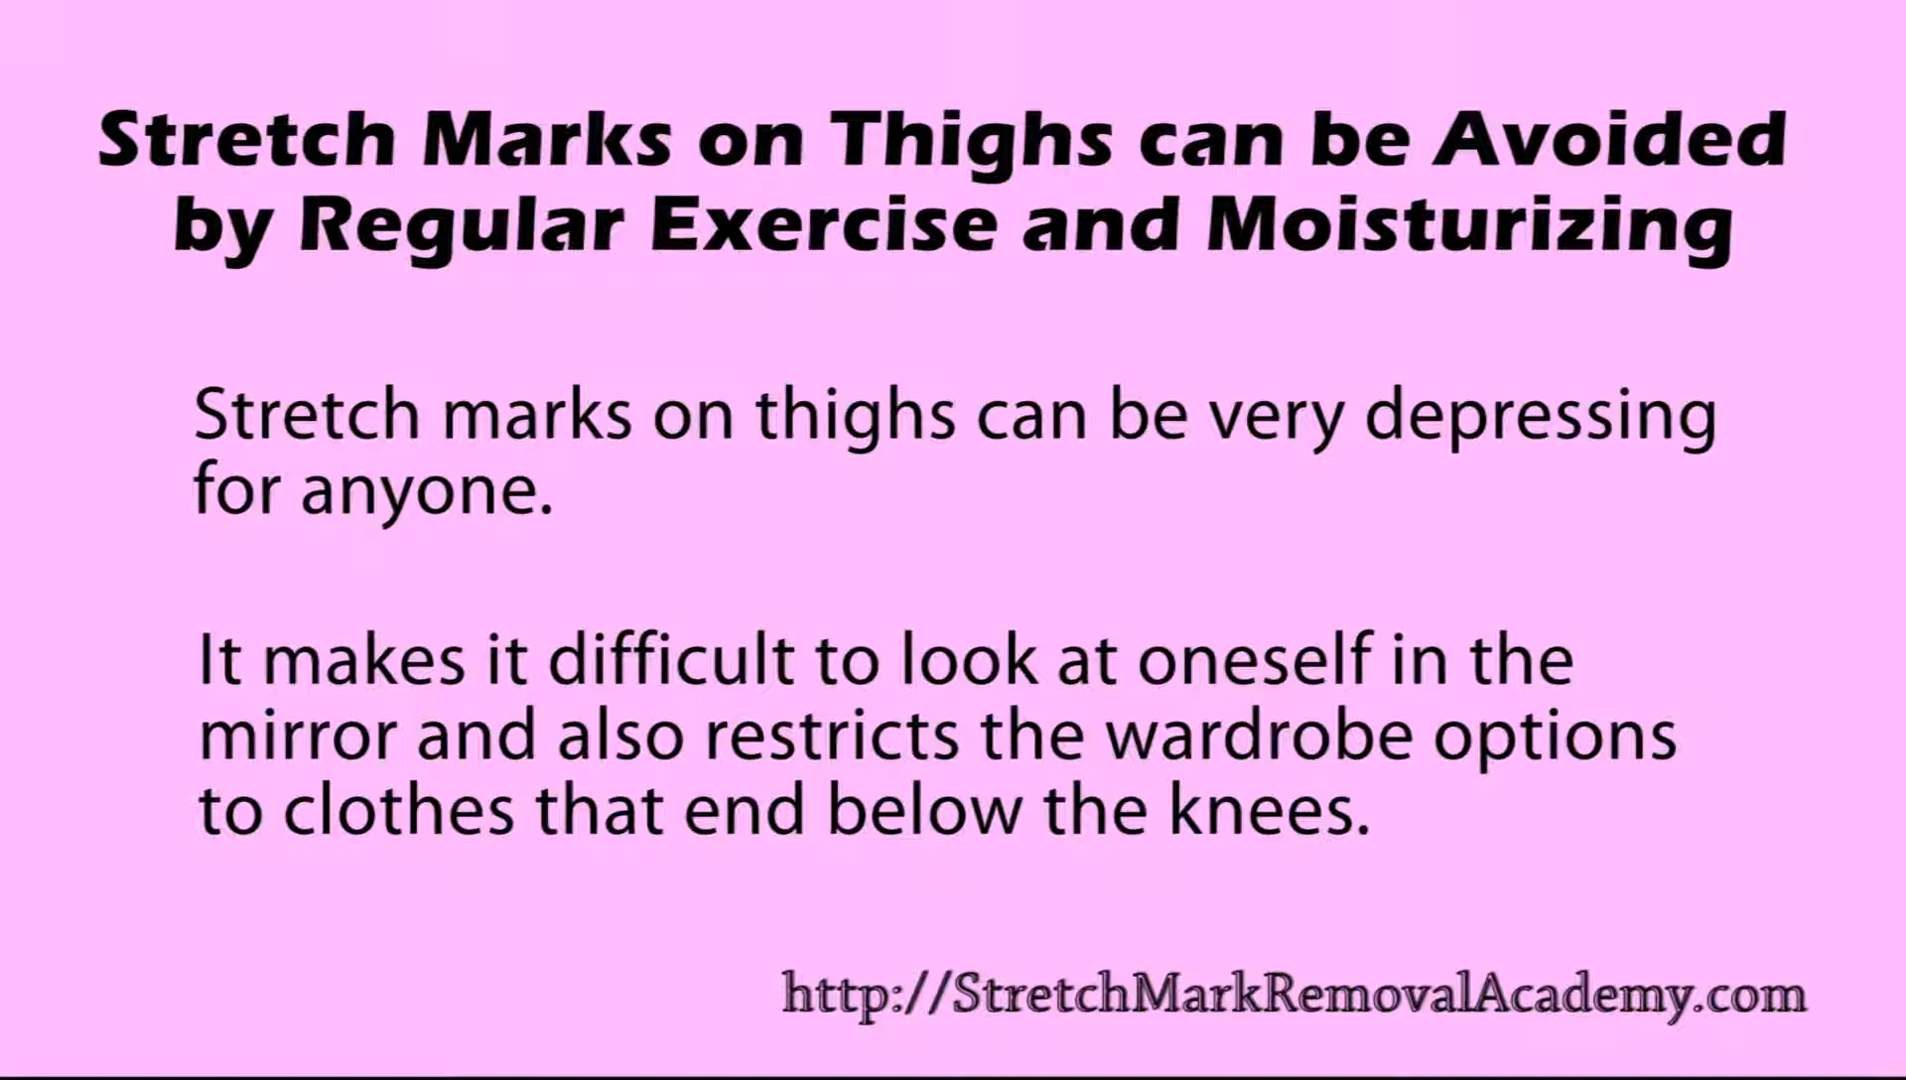 Stretch Marks on Thighs can be Avoided
by Regular Exercise and Moisturizing
Stretch marks on thighs can be very depressing
for anyone.
It makes it difficult to look at oneself in the
mirror and also restricts the wardrobe options
to clothes that end below the knees.
http://StretchMarkRemovalAcademy.com